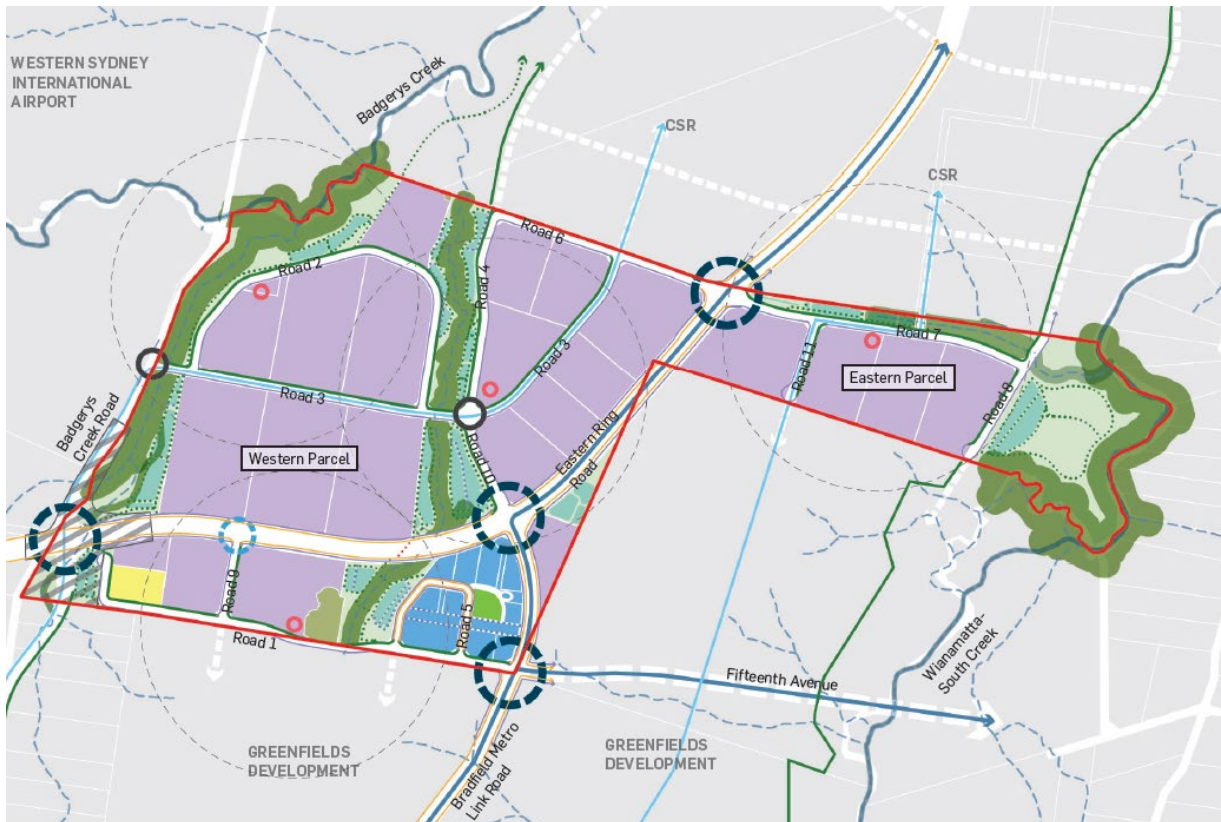 WESTERN SYDNEY
INTERNATIONAL
AIRPORT
Badgerys Creek
CSR
CSR
Road 6
Road 2
Road 4
Road 3
Road 7
Road 11
Eastern Parcel
Road 8
Road 3
Badgerys
Creek Road
Western Parcel
Road 10
Eastern Ring
Road
Road 9
Road 5
Road 1
Wianamatta-
South Creek
Fifteenth Avenue
GREENFIELDS
DEVELOPMENT
Bradfield Metro
Link Road
GREENFIELDS
DEVELOPMENT